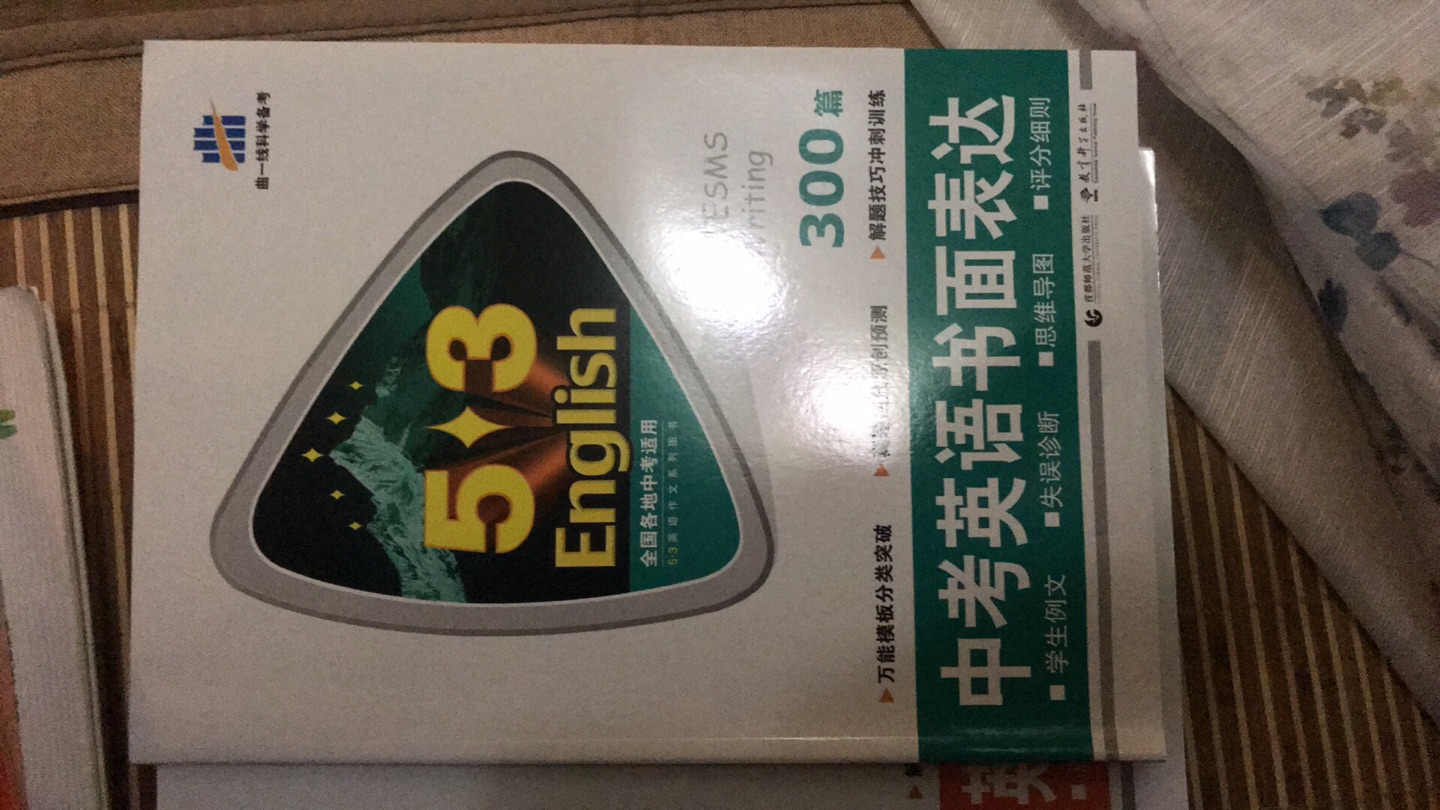 曲一线科学备考
5·3
English
全国各地中考适用
5·3英语作文系列图书
300篇
万能模板分类突破
解题技巧冲刺训练
中考英语书面表达
■学生例文 ■失误诊断 ■思维导图 ■评分细则
首都师范大学出版社 教育科学出版社
英